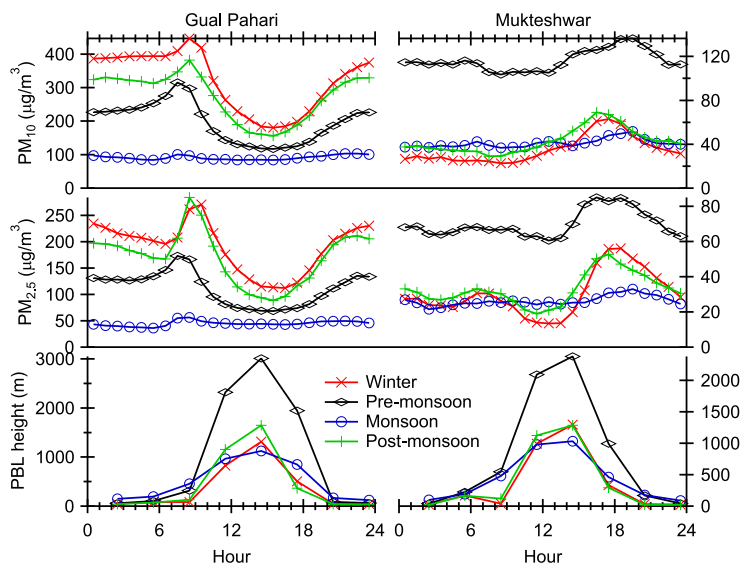 Gual Pahari Mukteshwar
PM10 (µg/m3)
400
300
200
100
0
120
80
40
0
PM2.5 (µg/m3)
250
200
150
100
50
0
80
60
40
20
0
PBL height (m)
3000
2000
1000
0
2000
1500
1000
500
0
Winter
Pre-monsoon
Monsoon
Post-monsoon
0 6 12 18 24 0 6 12 18 24
Hour Hour